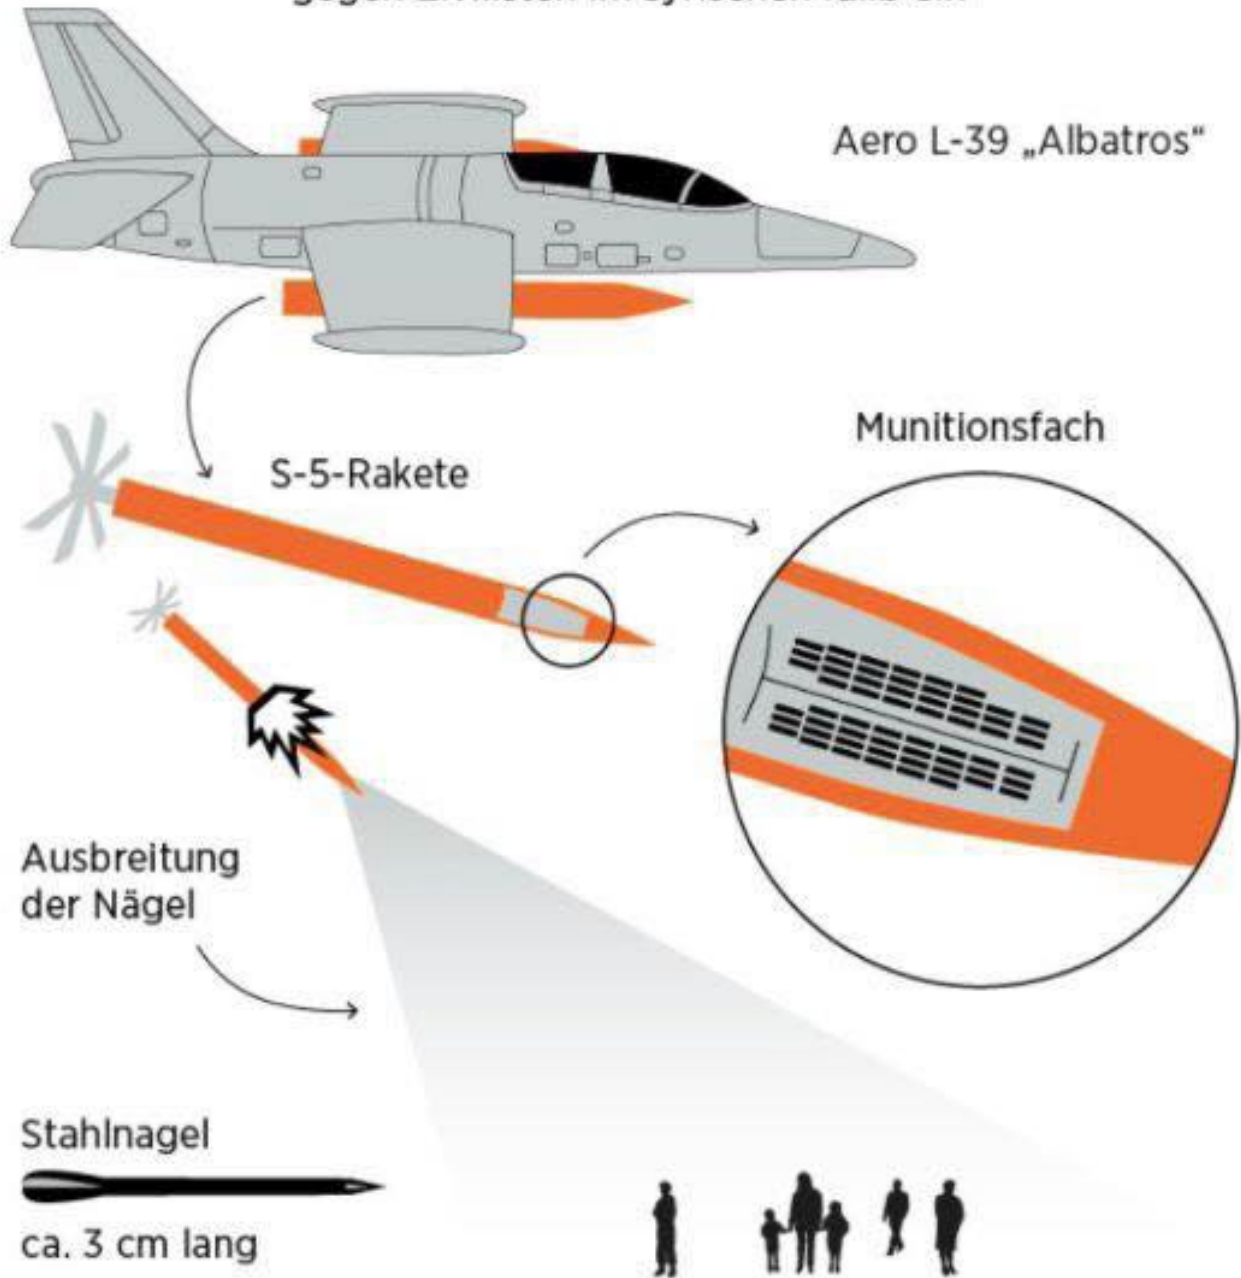 Aero L-39 „Albatros“
Munitionsfach
S-5-Rakete
Ausbreitung
der Nägel
Stahlnagel
ca. 3 cm lang